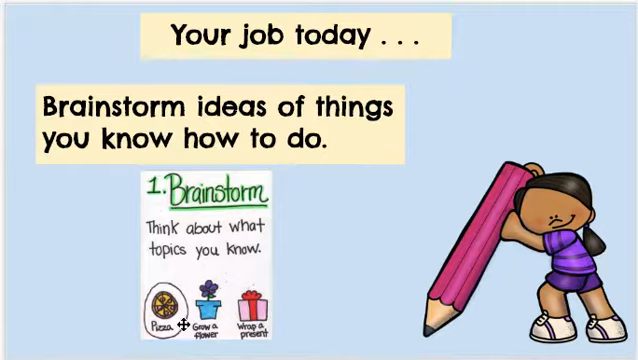 Your job today . . .
Brainstorm ideas of things
you know how to do.
1. Brainstorm
Think about what
topics you know.
Pizza Grow a Wrap a
flower present